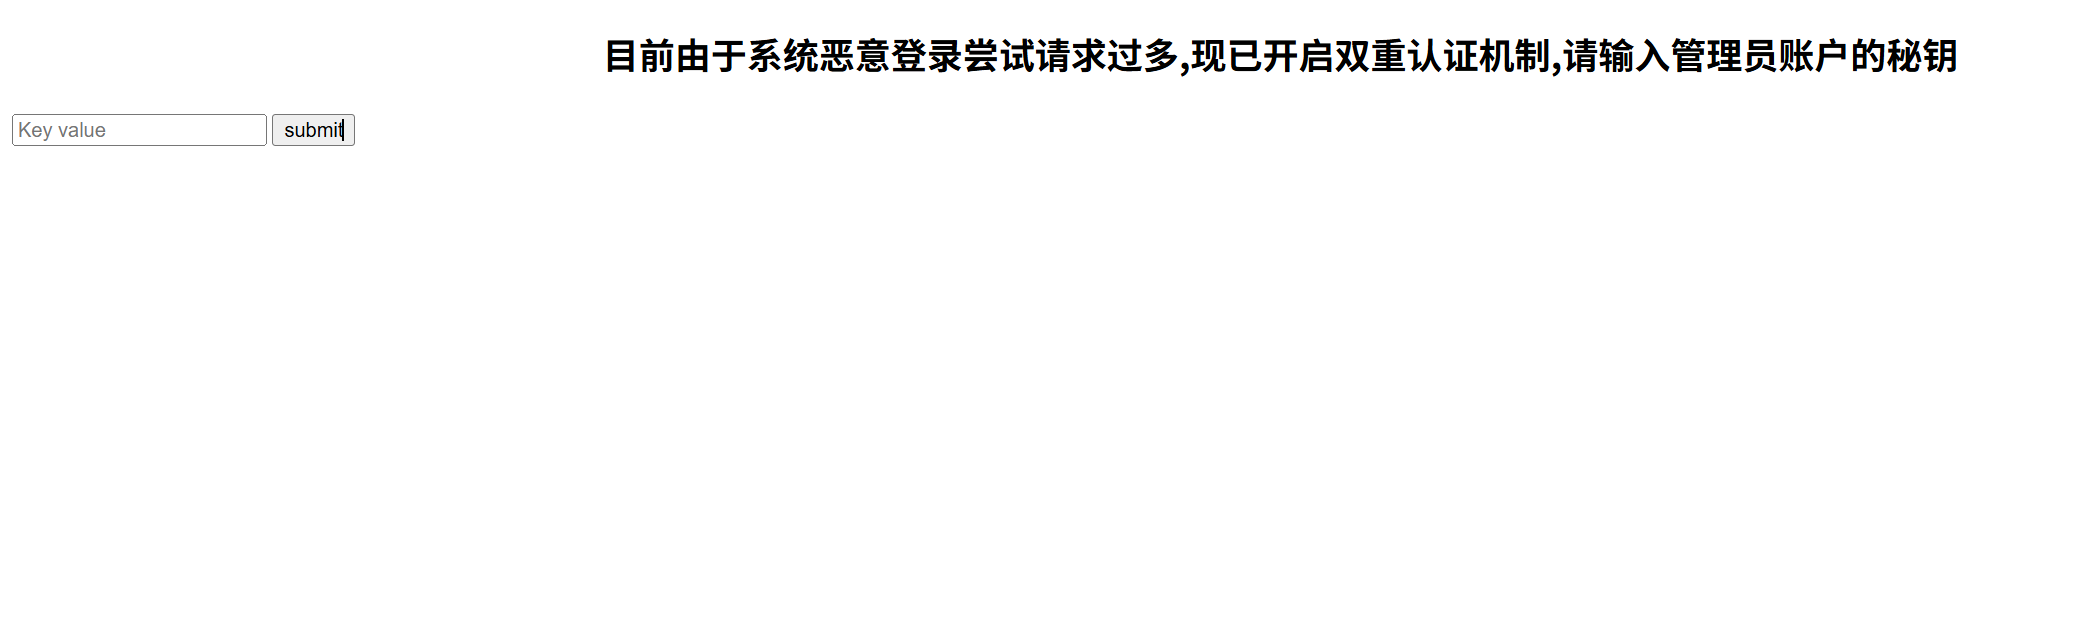 目前由于系统恶意登录尝试请求过多,现已开启双重认证机制,请输入管理员账户的秘钥
Key value submit